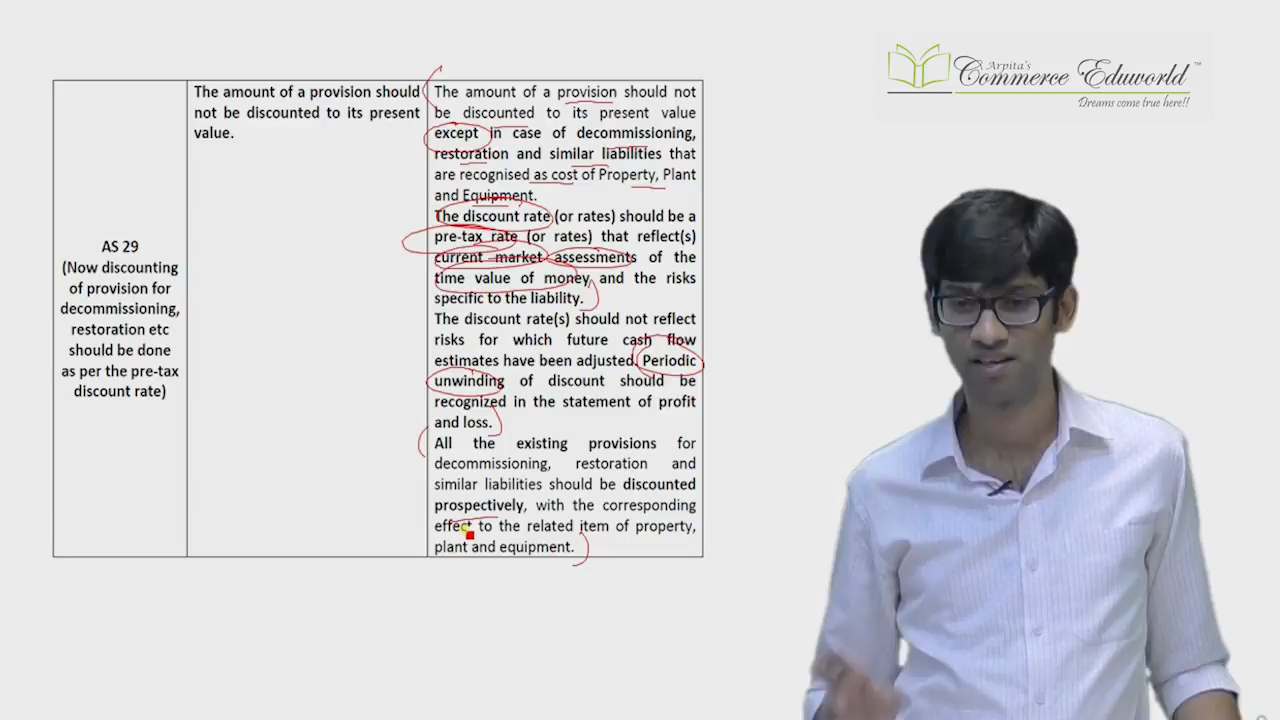 Arpita's
Commerce Eduworld™
Dreams come true here!!
AS 29
(Now discounting
of provision for
decommissioning,
restoration etc
should be done
as per the pre-tax
discount rate)
The amount of a provision should
not be discounted to its present
value.
The amount of a provision should not
be discounted to its present value
except in case of decommissioning,
restoration and similar liabilities that
are recognised as cost of Property, Plant
and Equipment.
The discount rate (or rates) should be a
pre-tax rate (or rates) that reflect(s)
current market assessments of the
time value of money and the risks
specific to the liability.
The discount rate(s) should not reflect
risks for which future cash flow
estimates have been adjusted. Periodic
unwinding of discount should be
recognized in the statement of profit
and loss.
All the existing provisions for
decommissioning, restoration and
similar liabilities should be discounted
prospectively, with the corresponding
effect to the related item of property,
plant and equipment.